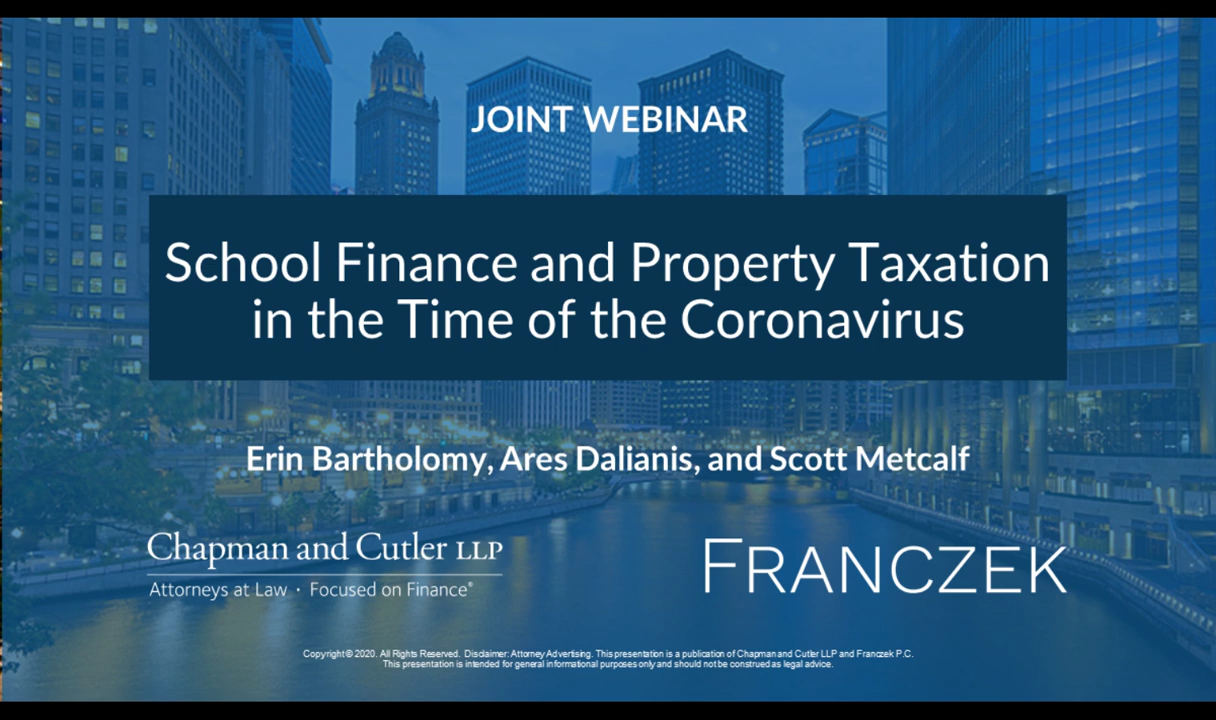 JOINT WEBINAR
School Finance and Property Taxation
in the Time of the Coronavirus
Erin Bartholomy, Ares Dalianis, and Scott Metcalf
Chapman and Cutler LLP
Attorneys at Law · Focused on Finance®
FRANCZEK
Copyright © 2020. All Rights Reserved. Disclaimer: Attorney Advertising. This presentation is a publication of Chapman and Cutler LLP and Franczek P.C.
This presentation is intended for general informational purposes only and should not be construed as legal advice.